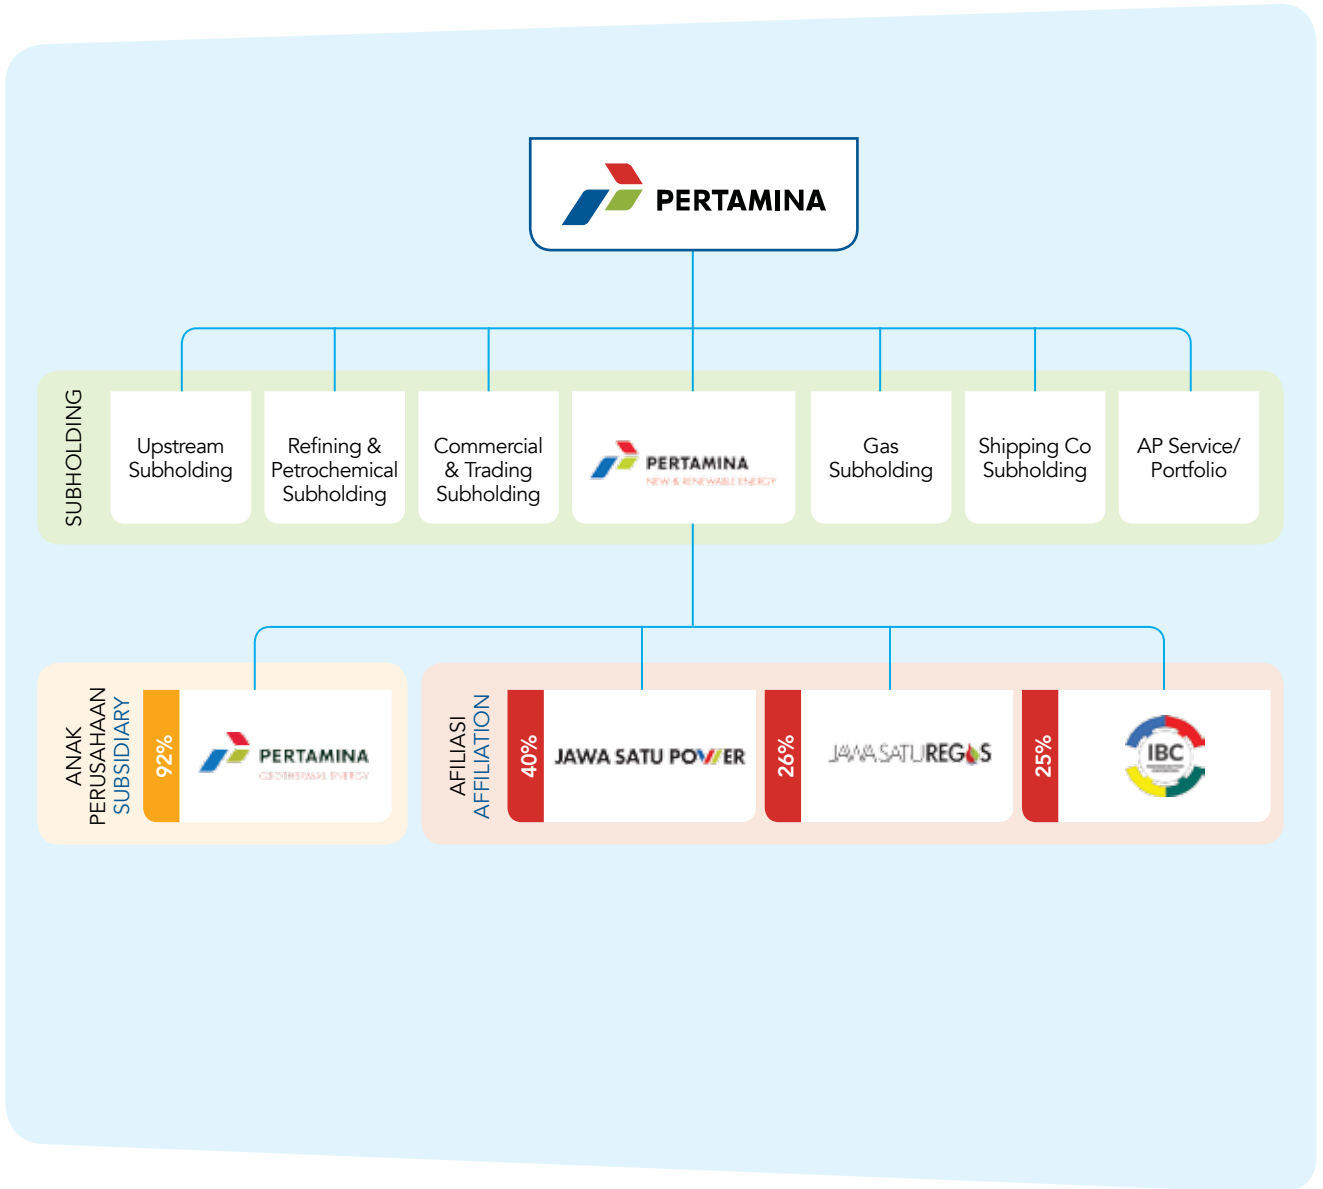 PERTAMINA
SUBHOLDING
Upstream
Subholding
Refining &
Petrochemical
Subholding
Commercial
& Trading
Subholding
PERTAMINA
NEW & RENEWABLE ENERGY
Gas
Subholding
Shipping Co
Subholding
AP Service/
Portfolio
ANAK
PERUSAHAAN
SUBSIDIARY
92%
PERTAMINA
GEOTHERMAL ENERGY
AFILIASI
AFFILIATION
40%
JAWA SATU POWER
26%
JAWA SATU REGAS
25%
IBC